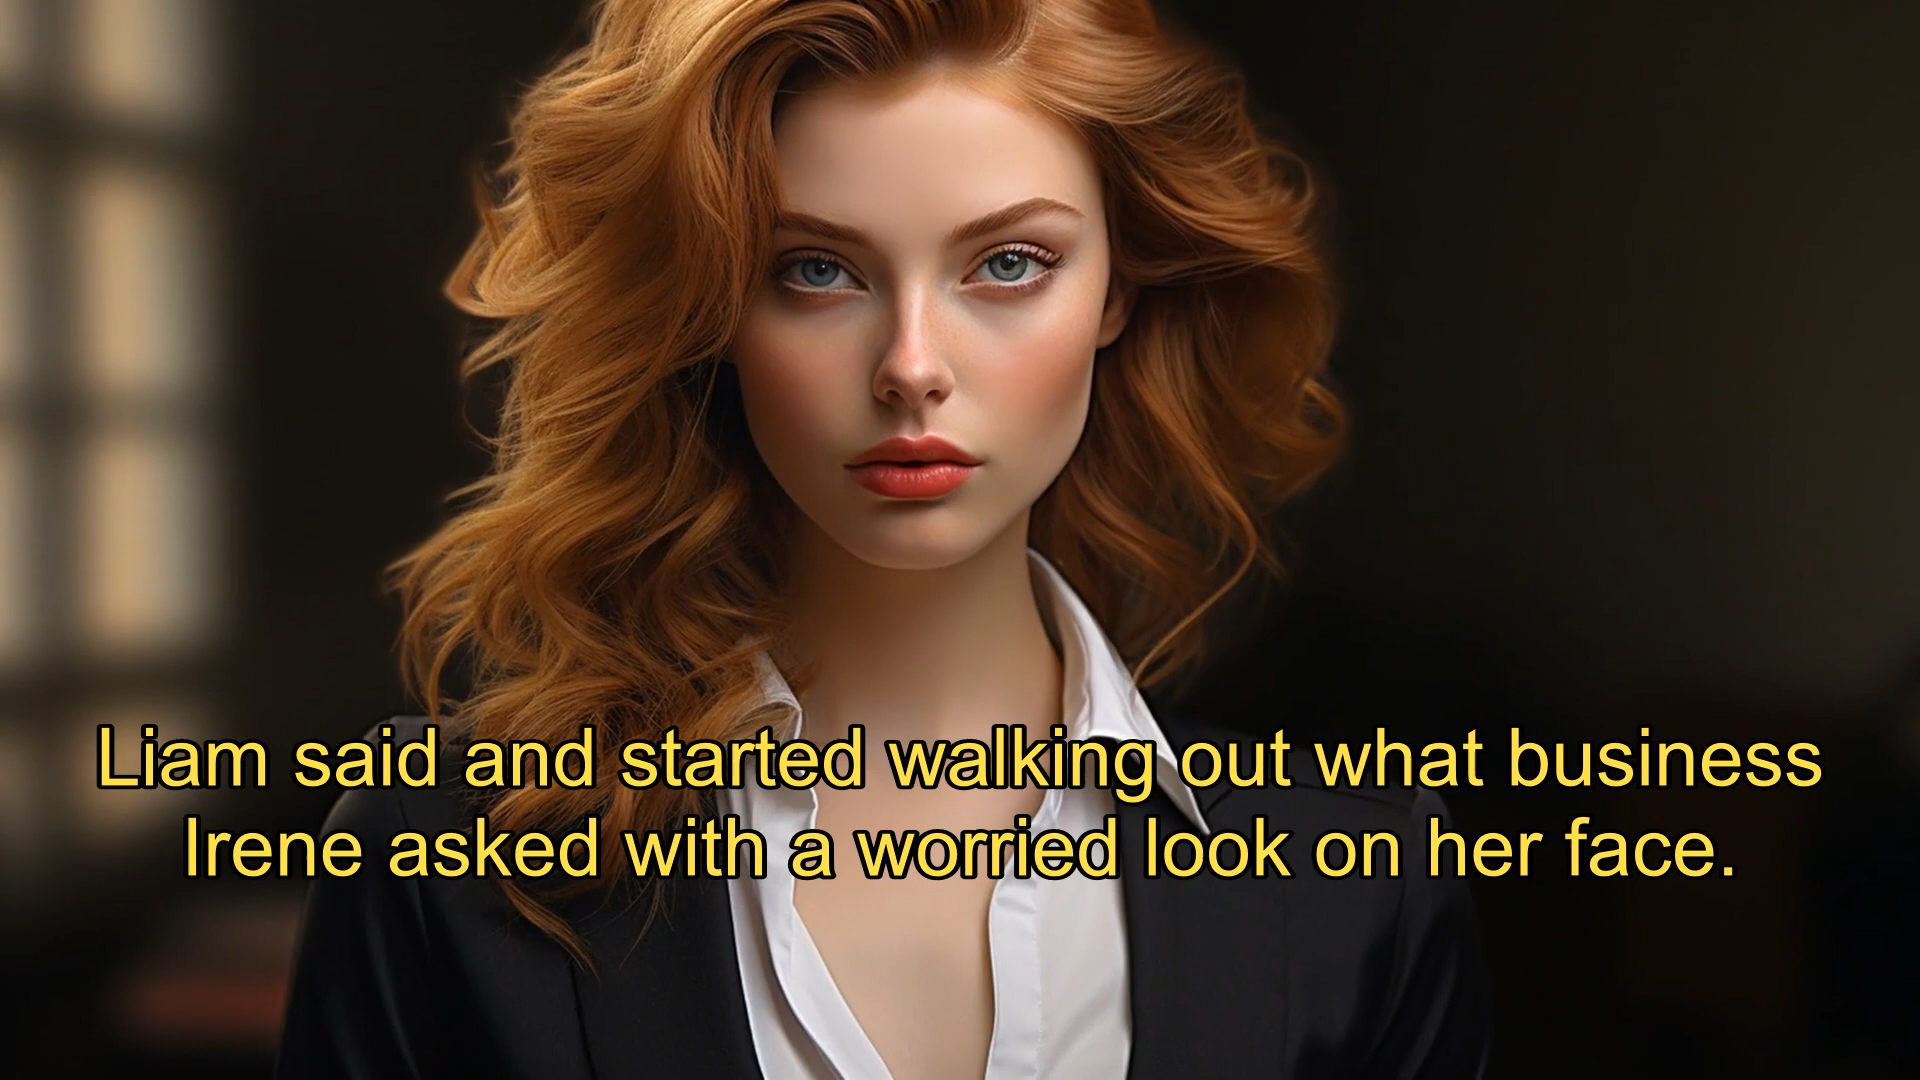 Liam said and started walking out what business
Irene asked with a worried look on her face.